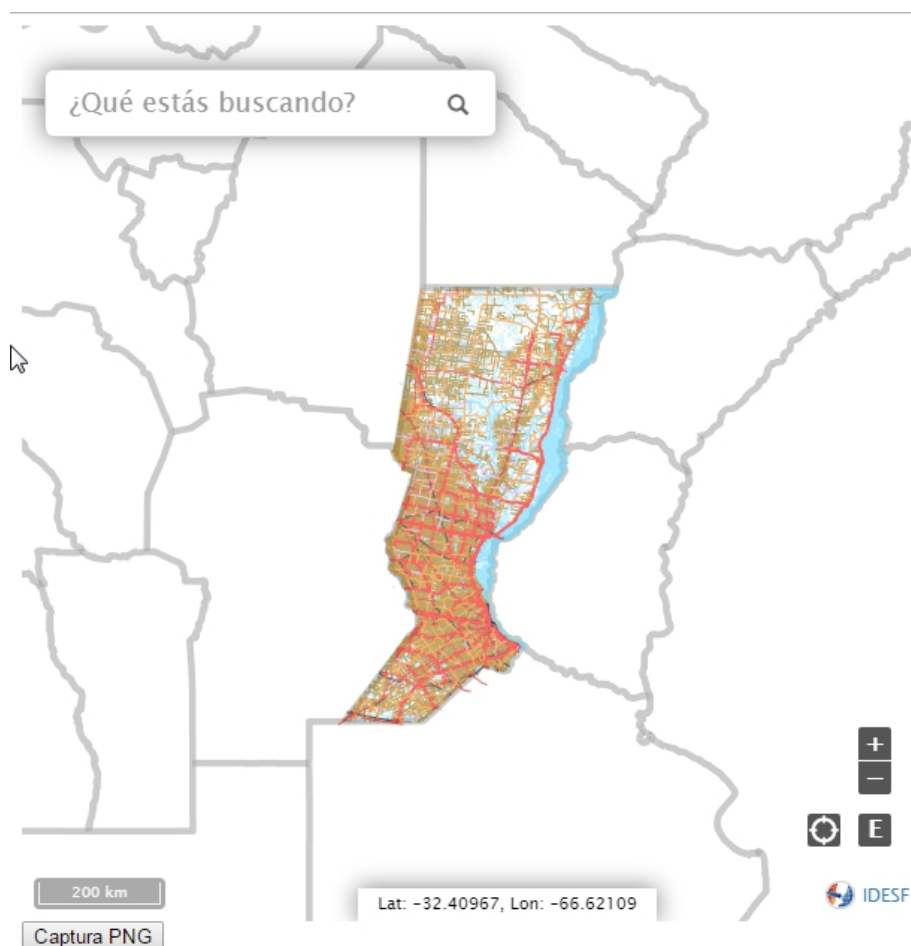 ¿Qué estás buscando?
+
−
E
200 km
Lat: -32.40967, Lon: -66.62109
IDESF
Captura PNG